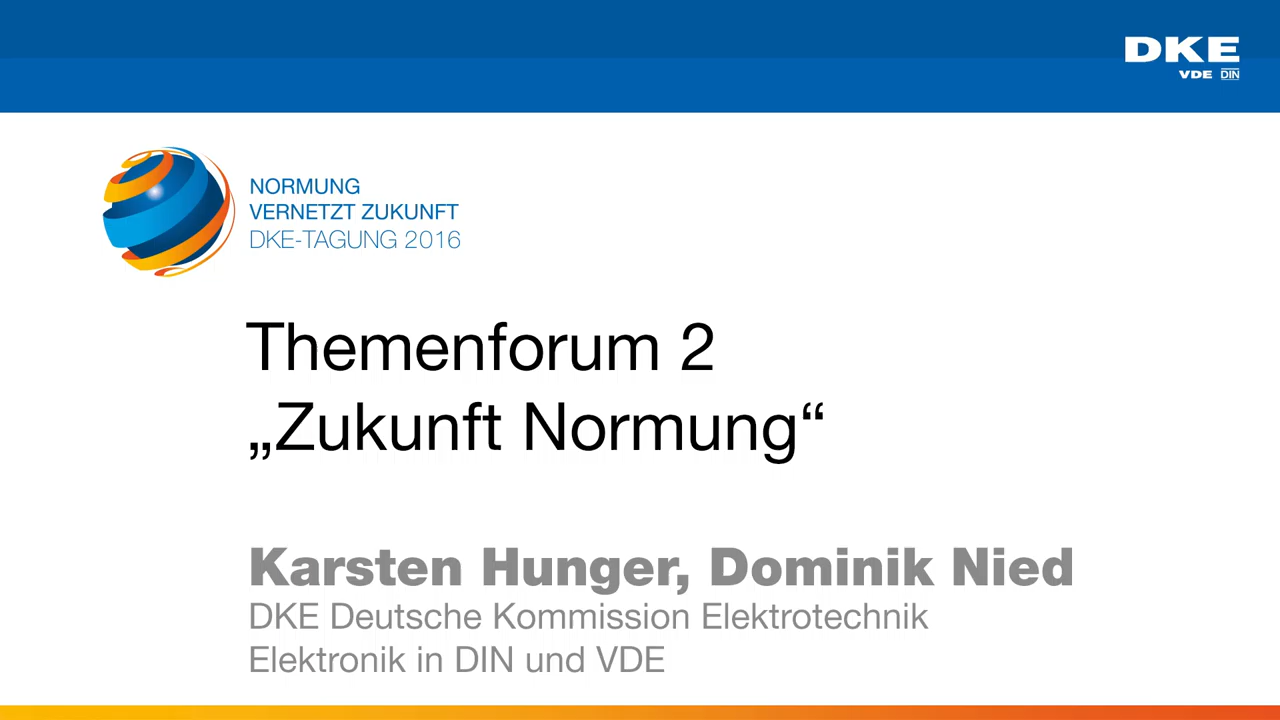 DKE
VDE DIN
NORMUNG
VERNETZT ZUKUNFT
DKE-TAGUNG 2016
Themenforum 2
„Zukunft Normung“
Karsten Hunger, Dominik Nied
DKE Deutsche Kommission Elektrotechnik
Elektronik in DIN und VDE